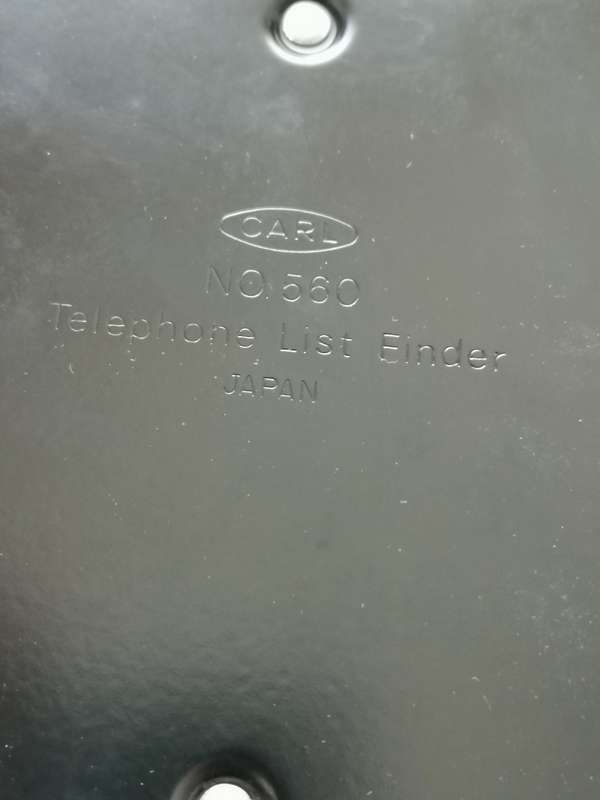 CARL
NO.560
Telephone List Finder
JAPAN